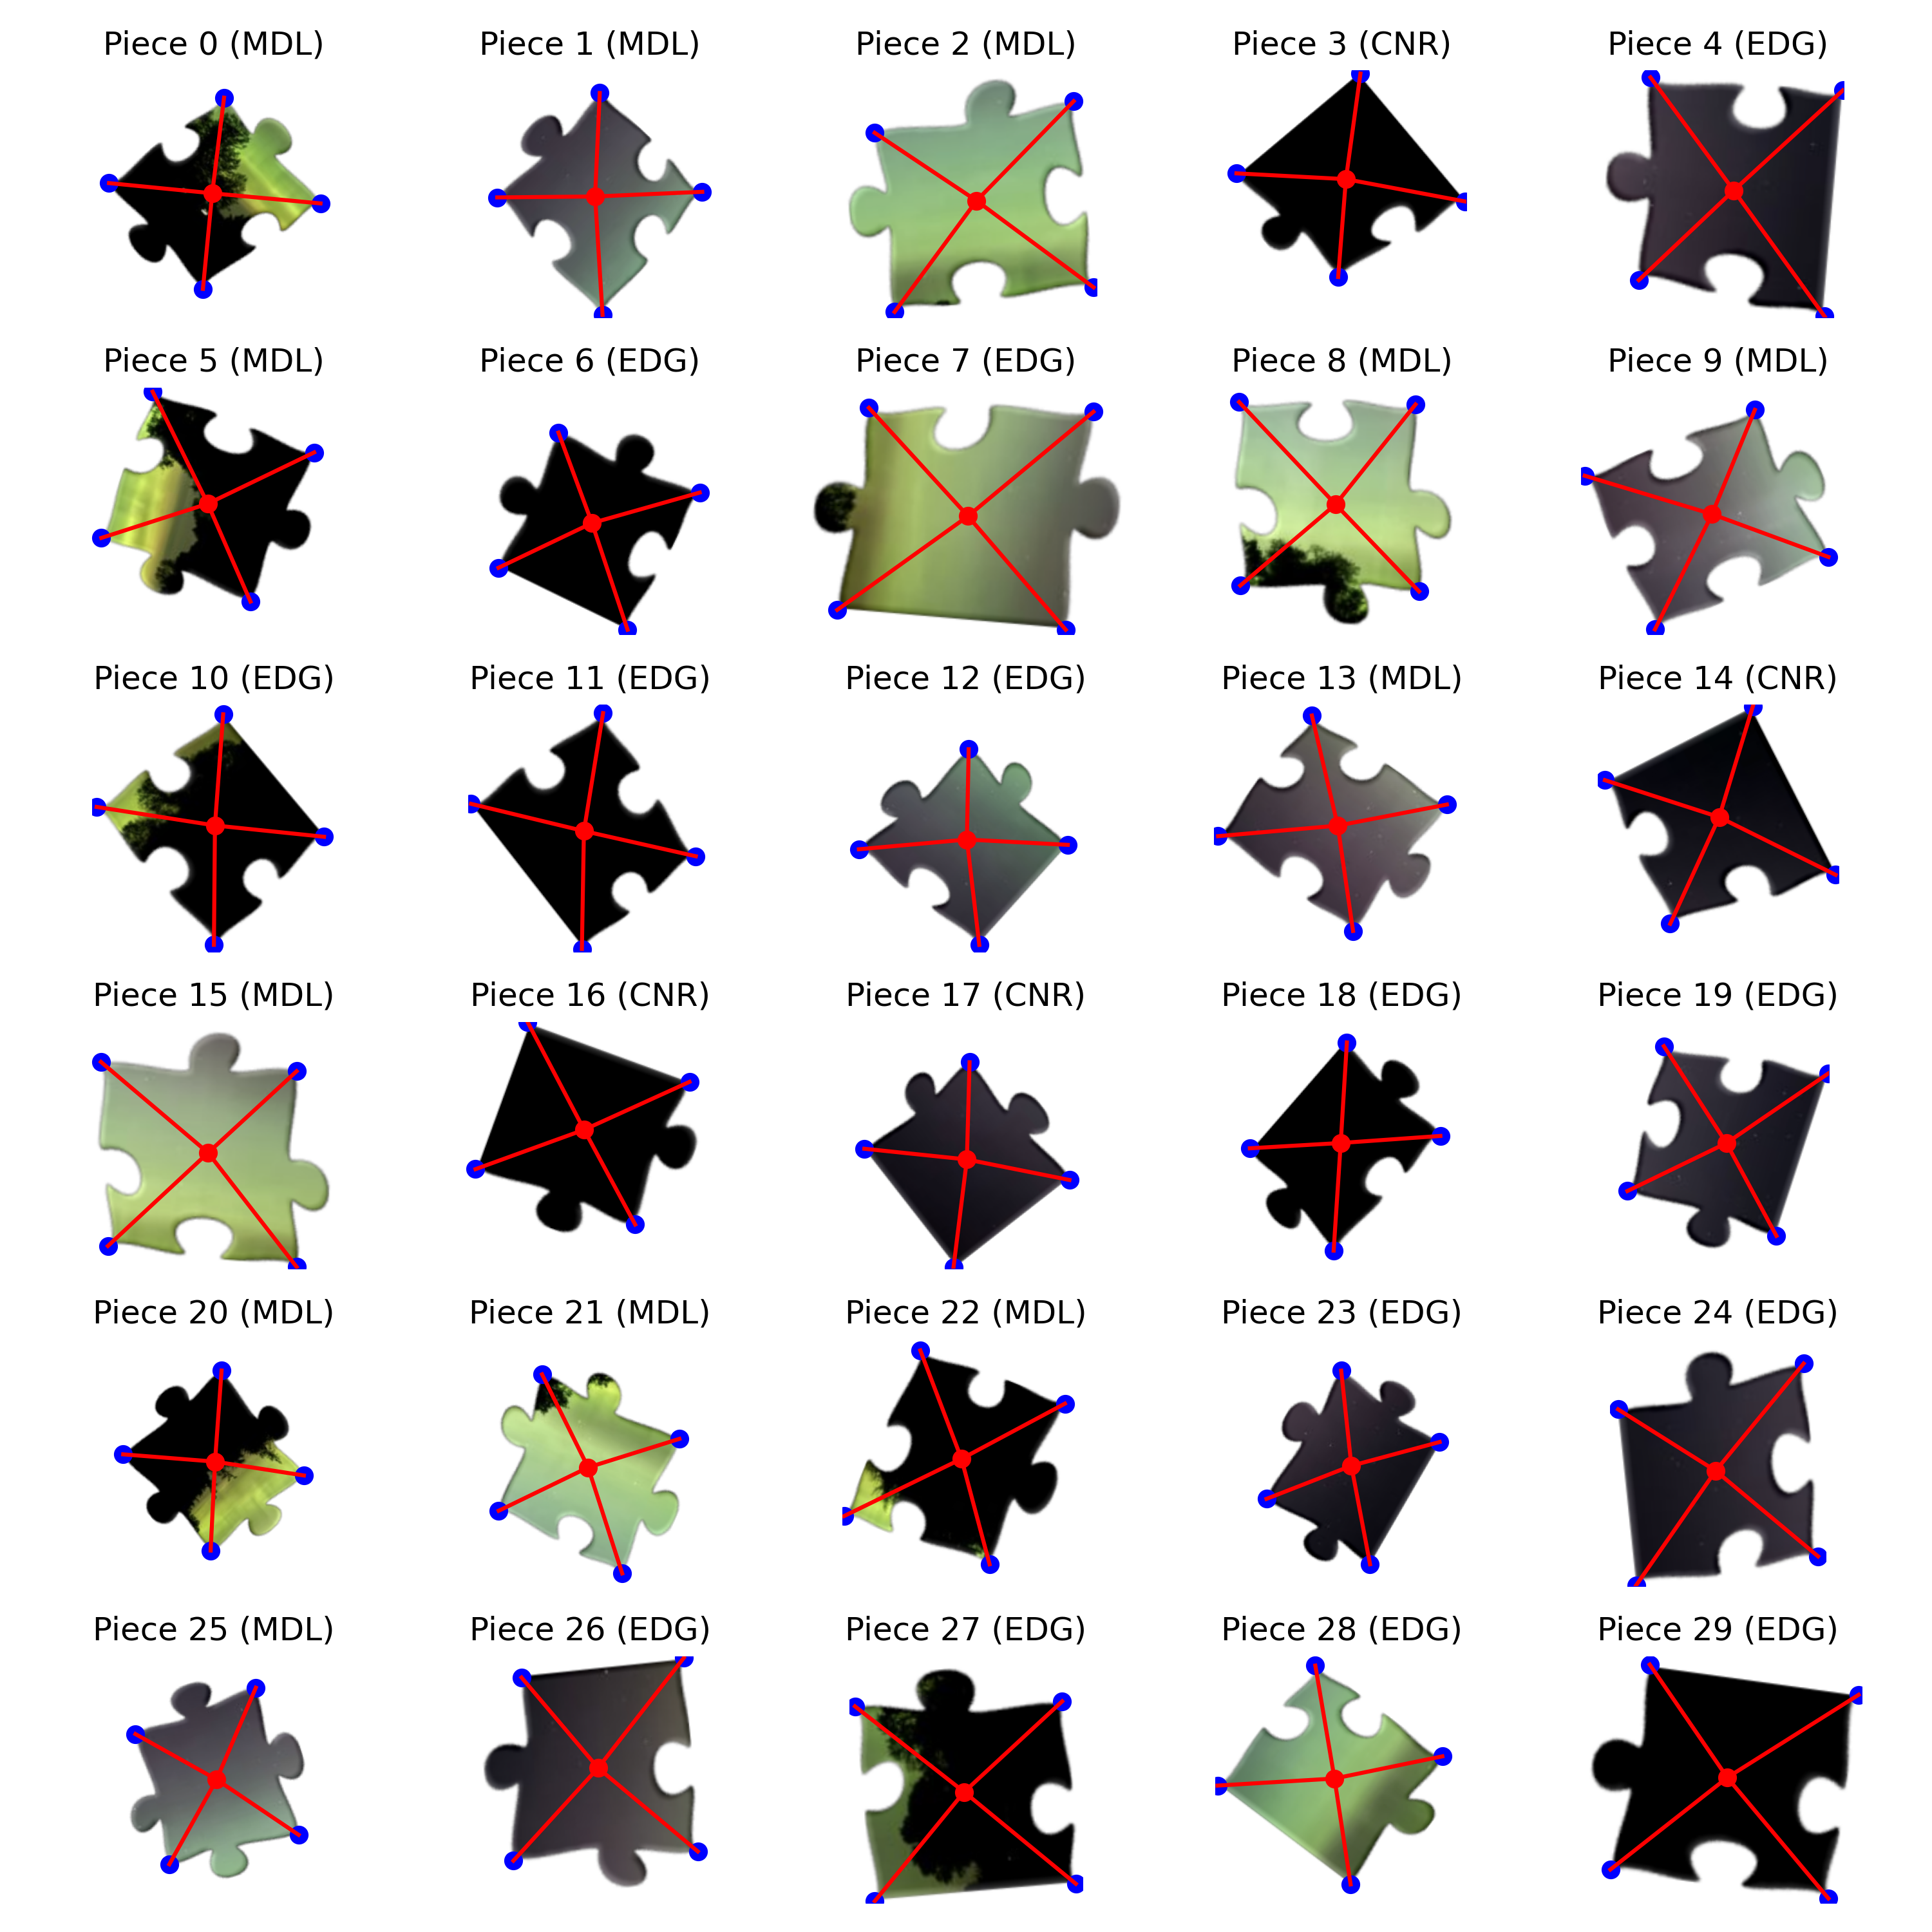 Piece 0 (MDL)
Piece 1 (MDL)
Piece 2 (MDL)
Piece 3 (CNR)
Piece 4 (EDG)
Piece 5 (MDL)
Piece 6 (EDG)
Piece 7 (EDG)
Piece 8 (MDL)
Piece 9 (MDL)
Piece 10 (EDG)
Piece 11 (EDG)
Piece 12 (EDG)
Piece 13 (MDL)
Piece 14 (CNR)
Piece 15 (MDL)
Piece 16 (CNR)
Piece 17 (CNR)
Piece 18 (EDG)
Piece 19 (EDG)
Piece 20 (MDL)
Piece 21 (MDL)
Piece 22 (MDL)
Piece 23 (EDG)
Piece 24 (EDG)
Piece 25 (MDL)
Piece 26 (EDG)
Piece 27 (EDG)
Piece 28 (EDG)
Piece 29 (EDG)